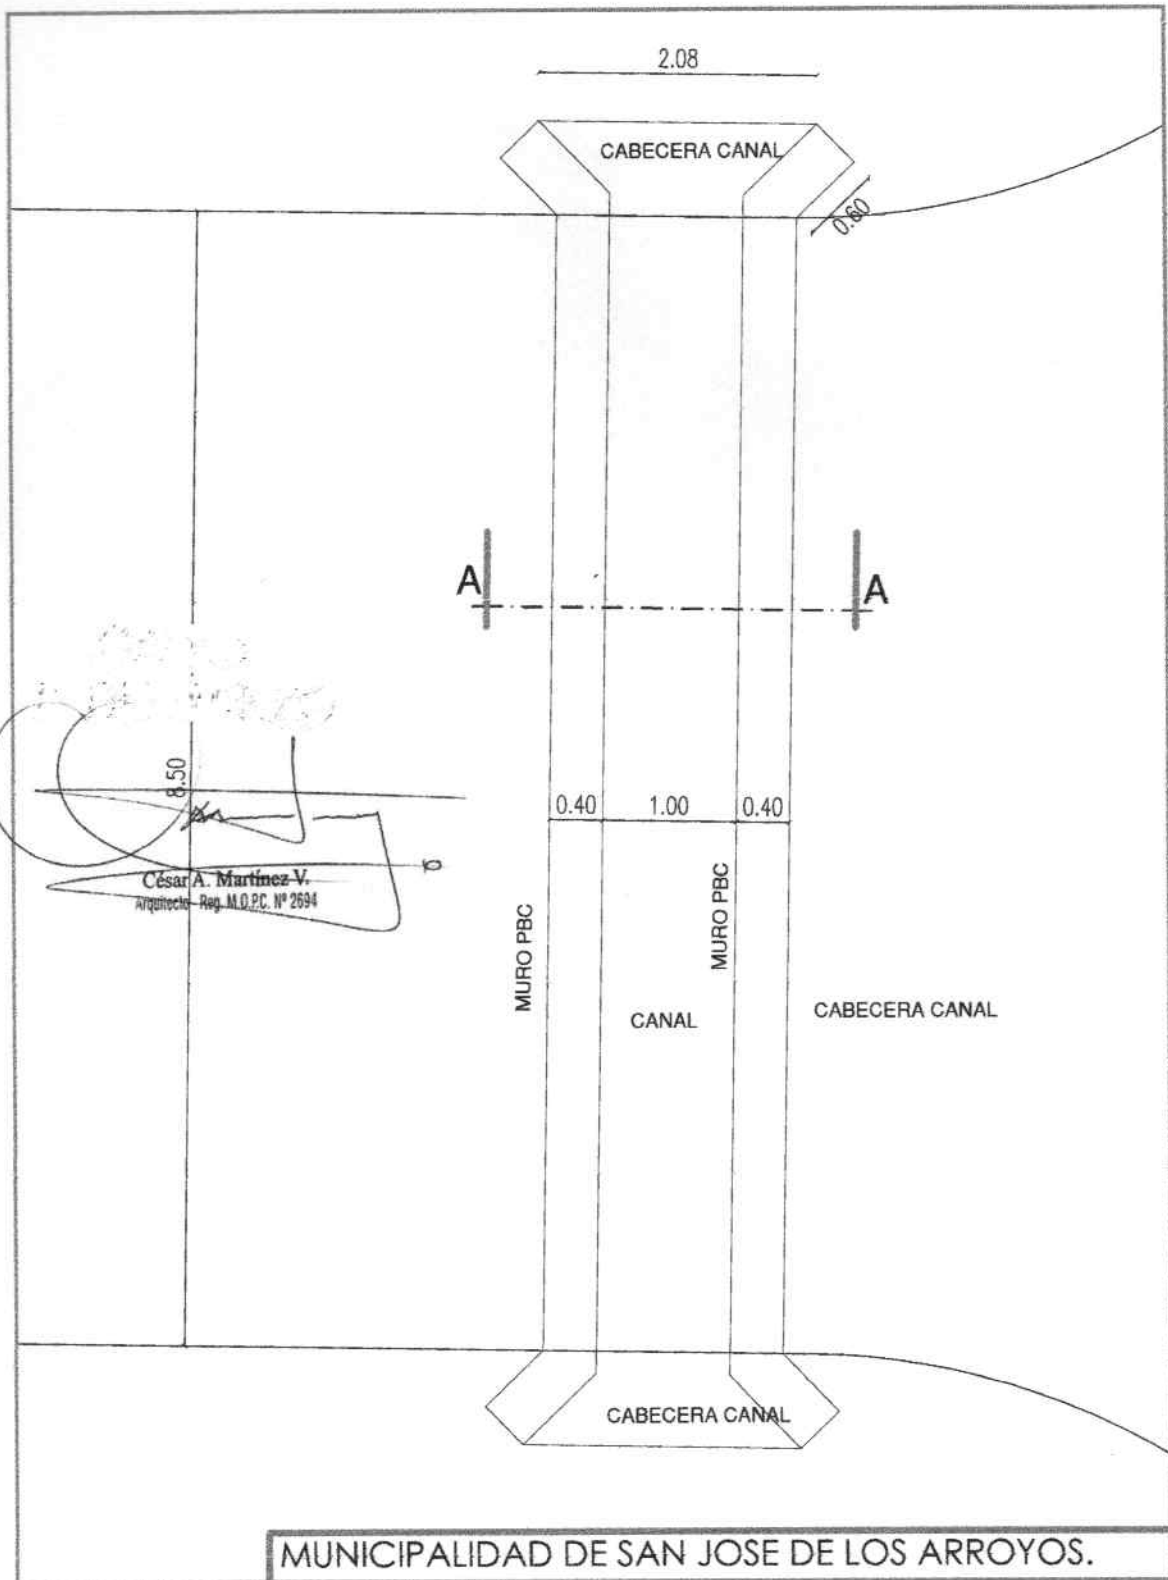 2.08
CABECERA CANAL
0.60
A A
8.50
0.40 1.00 0.40
César A. Martínez V.
Arquitecto - Reg. M.O.P.C. Nº 2694
MURO PBC
MURO PBC
CANAL
CABECERA CANAL
CABECERA CANAL
MUNICIPALIDAD DE SAN JOSE DE LOS ARROYOS.